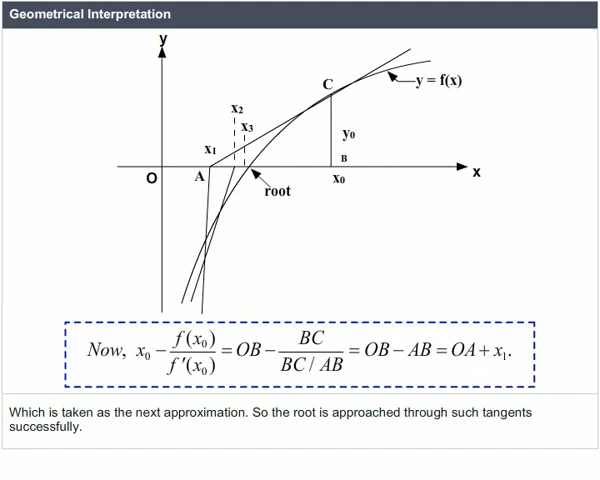 Geometrical Interpretation
y
C
y = f(x)
x2
x3
x1
y0
B
O
A
x0
x
root
Now, x₀ − f(x₀) / f'(x₀) = OB − BC / (BC / AB) = OB − AB = OA + x₁.
Which is taken as the next approximation. So the root is approached through such tangents
successfully.